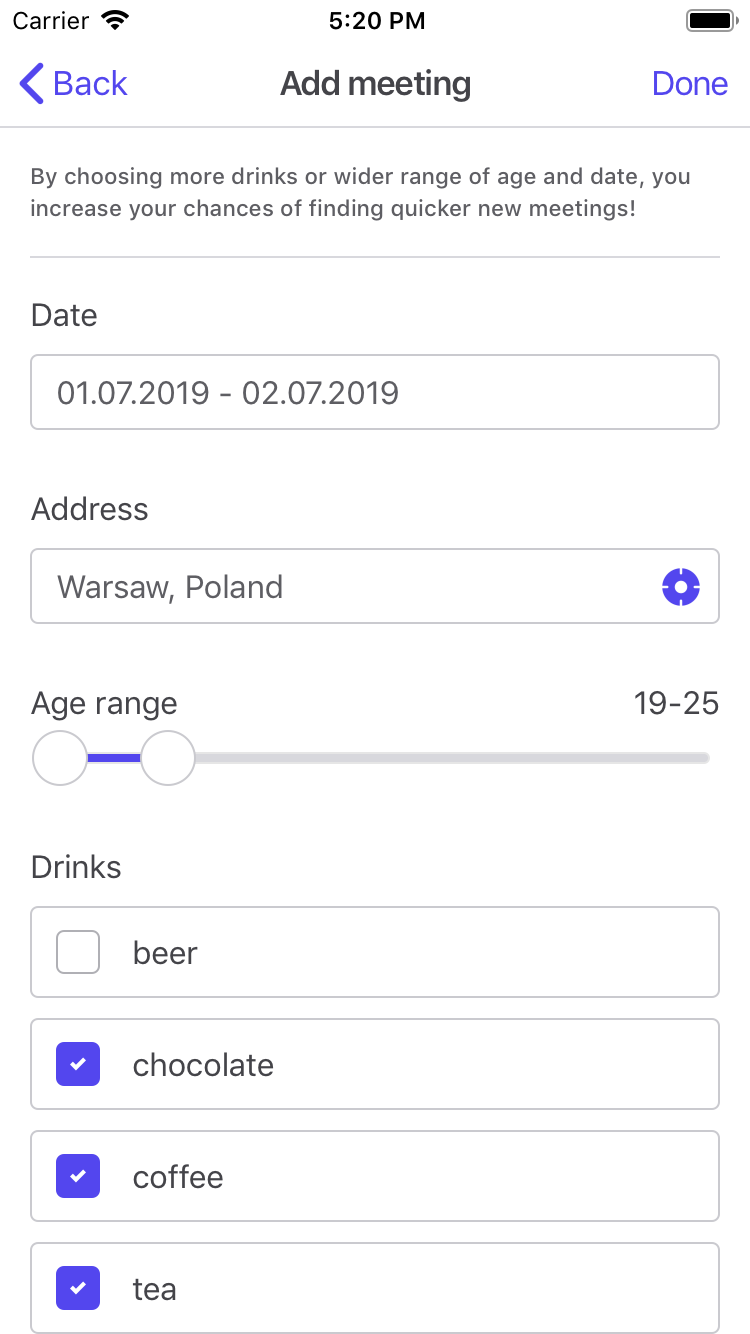 Carrier 5:20 PM
Back Add meeting Done
By choosing more drinks or wider range of age and date, you
increase your chances of finding quicker new meetings!
Date
01.07.2019 - 02.07.2019
Address
Warsaw, Poland
Age range 19-25
Drinks
beer
chocolate
coffee
tea